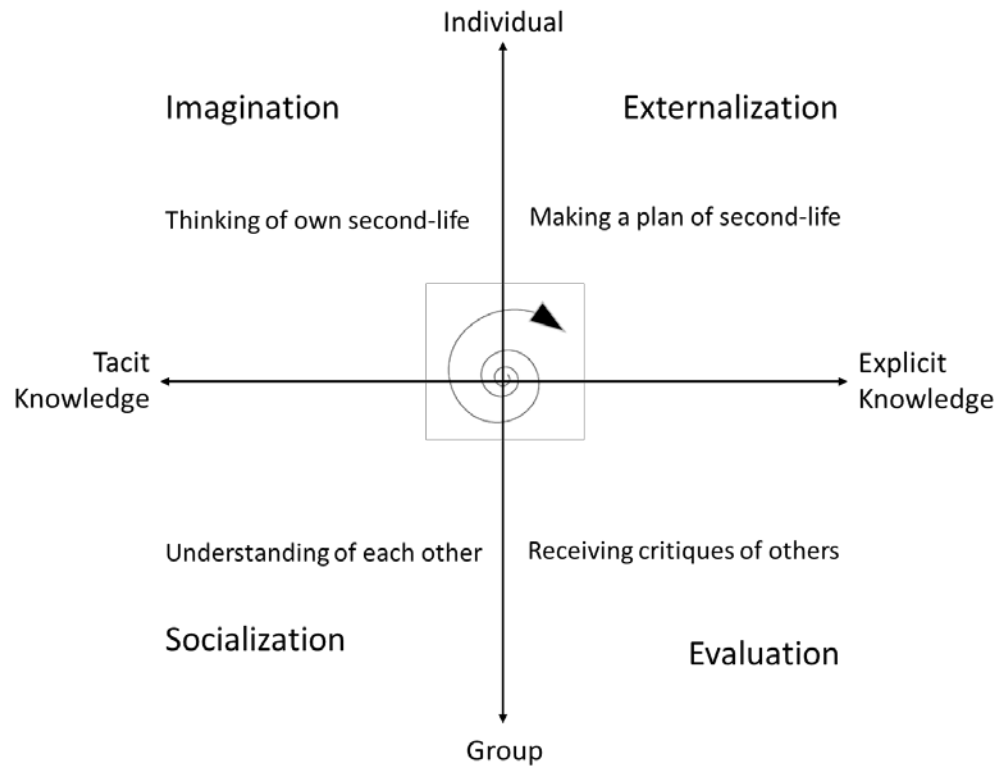 Individual
Imagination
Externalization
Thinking of own second-life
Making a plan of second-life
Tacit
Knowledge
Explicit
Knowledge
Understanding of each other
Receiving critiques of others
Socialization
Evaluation
Group